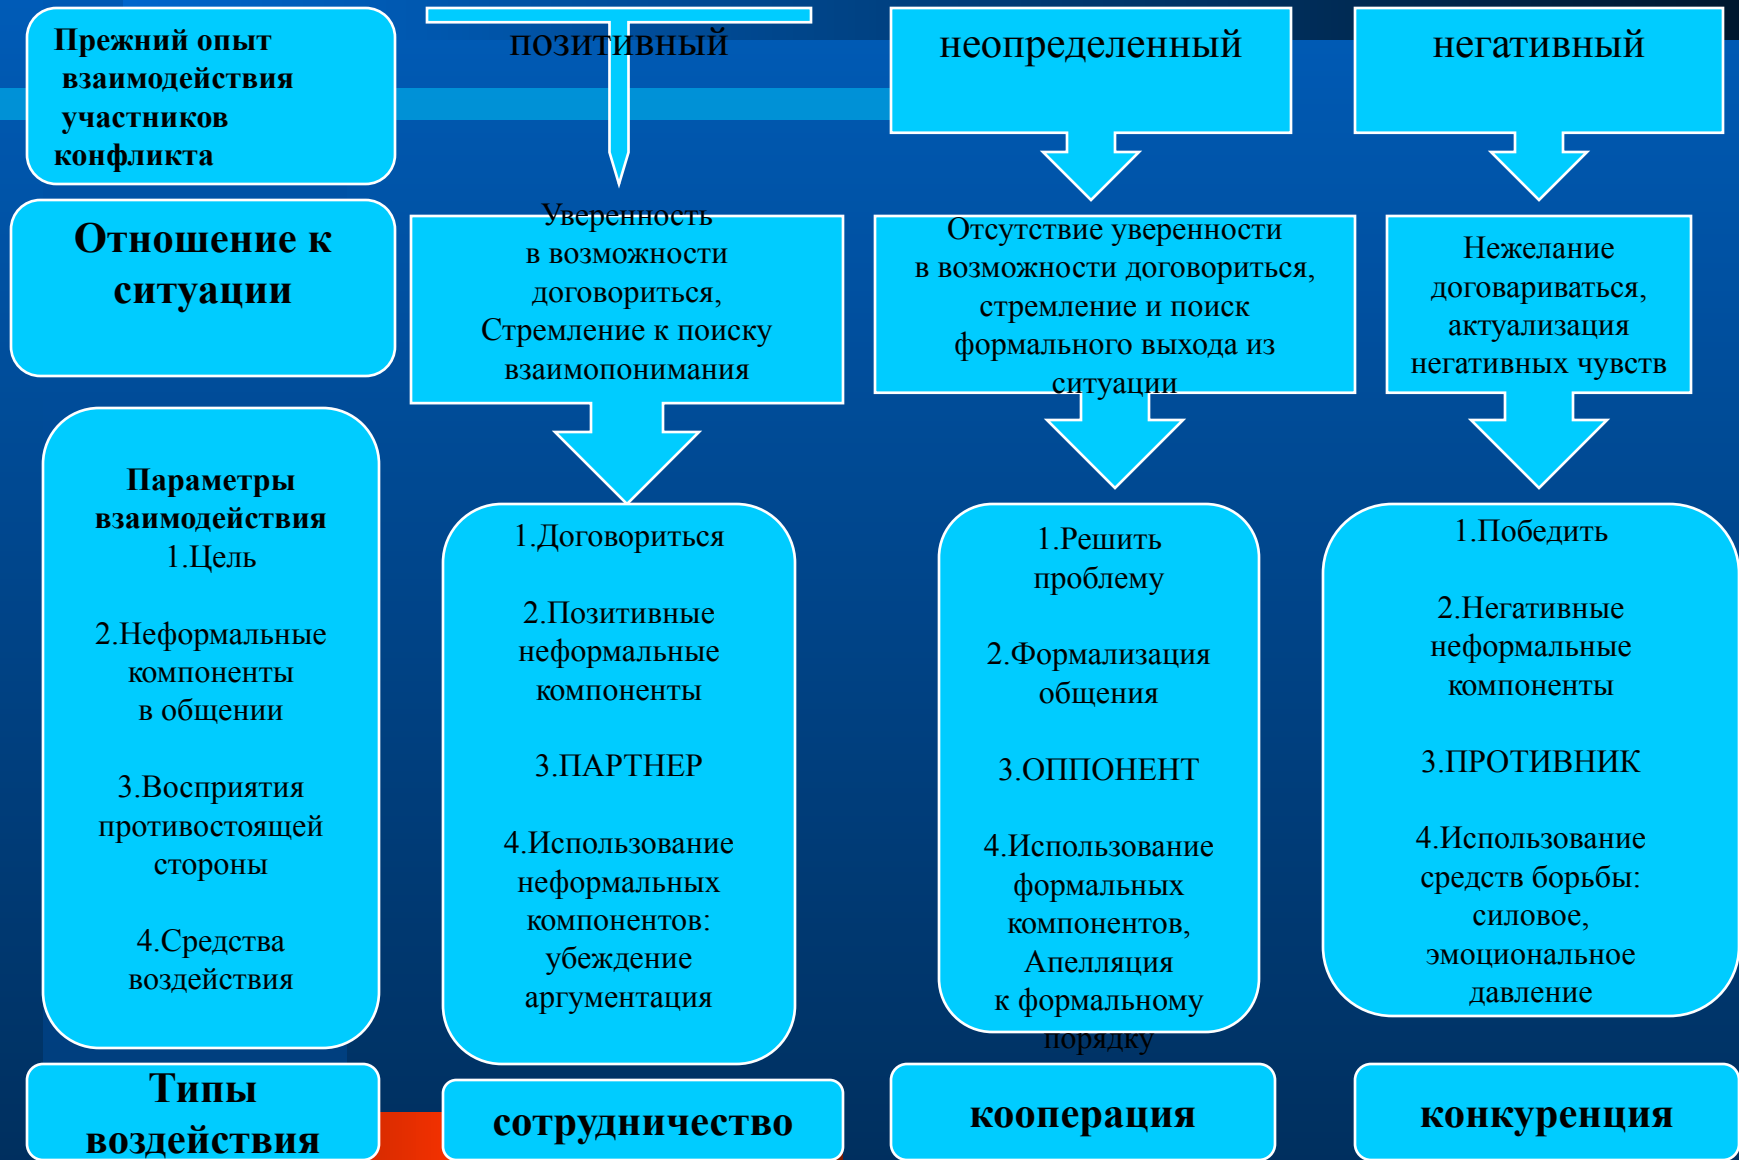 Прежний опыт
взаимодействия
участников
конфликта
позитивный
неопределенный
негативный
Отношение к
ситуации
Уверенность
в возможности
договориться,
Стремление к поиску
взаимопонимания
Отсутствие уверенности
в возможности договориться,
стремление и поиск
формального выхода из
ситуации
Нежелание
договариваться,
актуализация
негативных чувств
Параметры
взаимодействия
1.Цель
2.Неформальные
компоненты
в общении
3.Восприятия
противостоящей
стороны
4.Средства
воздействия
1.Договориться
2.Позитивные
неформальные
компоненты
3.ПАРТНЕР
4.Использование
неформальных
компонентов:
убеждение
аргументация
1.Решить
проблему
2.Формализация
общения
3.ОППОНЕНТ
4.Использование
формальных
компонентов,
Апелляция
к формальному
порядку
1.Победить
2.Негативные
неформальные
компоненты
3.ПРОТИВНИК
4.Использование
средств борьбы:
силовое,
эмоциональное
давление
Типы
воздействия
сотрудничество
кооперация
конкуренция